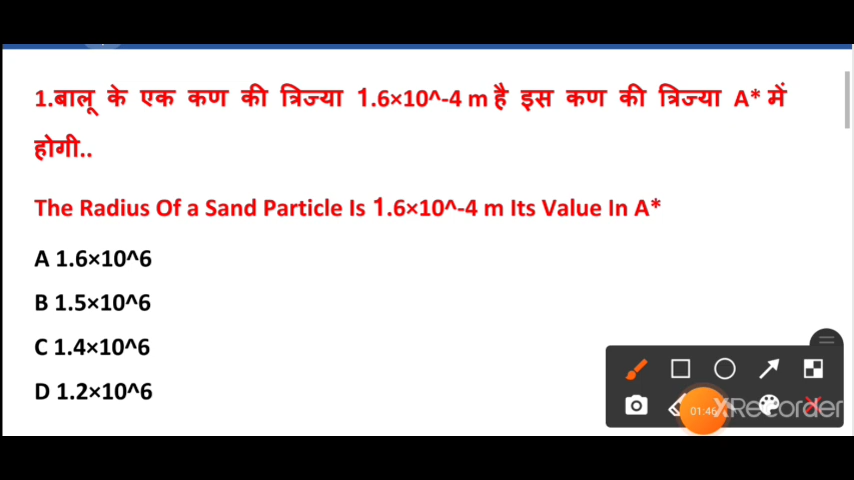 1.बालू के एक कण की त्रिज्या 1.6×10^-4 m है इस कण की त्रिज्या A* में
होगी..
The Radius Of a Sand Particle Is 1.6×10^-4 m Its Value In A*
A 1.6×10^6
B 1.5×10^6
C 1.4×10^6
D 1.2×10^6
01:46
XRecorder